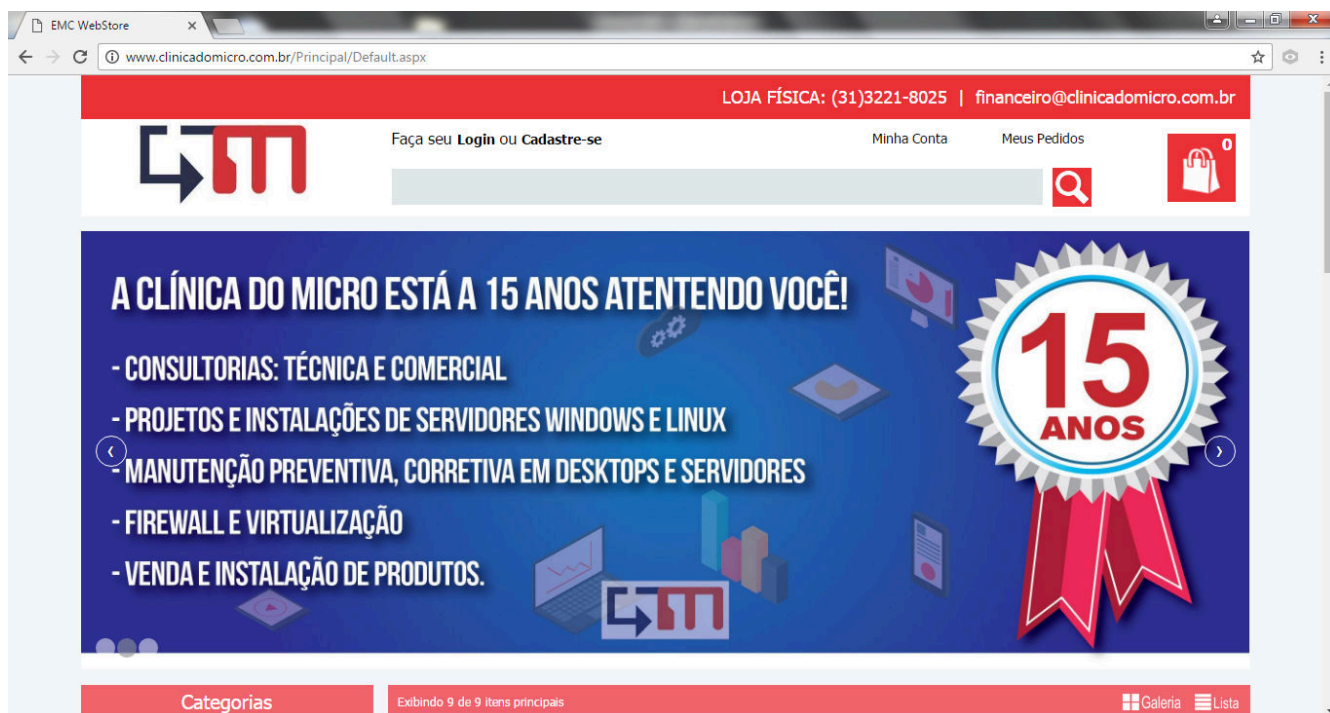 EMC WebStore
www.clinicadomicro.com.br/Principal/Default.aspx
LOJA FÍSICA: (31)3221-8025 | financeiro@clinicadomicro.com.br
Faça seu Login ou Cadastre-se
Minha Conta
Meus Pedidos
0
A CLÍNICA DO MICRO ESTÁ A 15 ANOS ATENTENDO VOCÊ!
- CONSULTORIAS: TÉCNICA E COMERCIAL
- PROJETOS E INSTALAÇÕES DE SERVIDORES WINDOWS E LINUX
- MANUTENÇÃO PREVENTIVA, CORRETIVA EM DESKTOPS E SERVIDORES
- FIREWALL E VIRTUALIZAÇÃO
- VENDA E INSTALAÇÃO DE PRODUTOS.
15
ANOS
Categorias
Exibindo 9 de 9 itens principais
Galeria
Lista